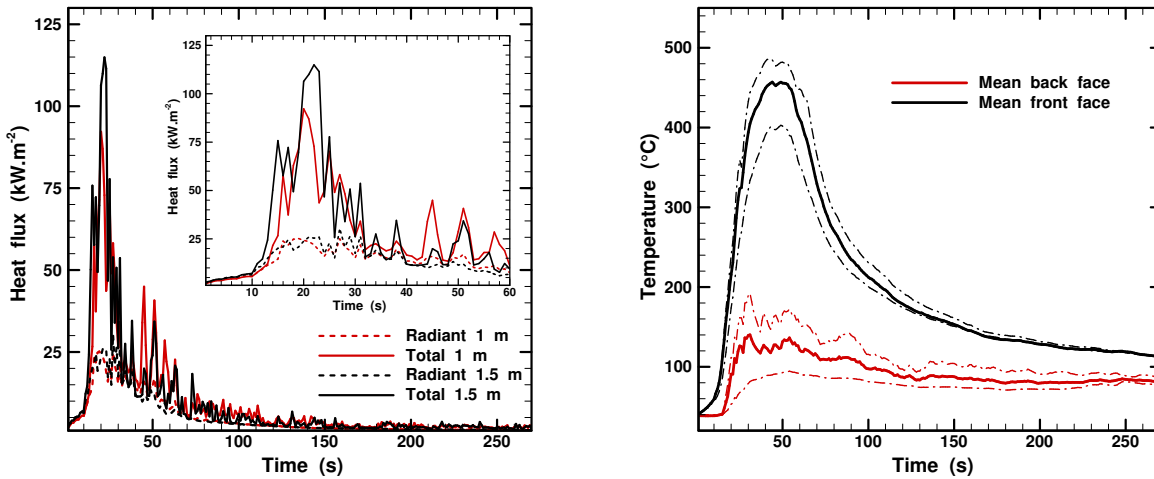 125
100
75
50
25
Heat flux (kW.m-2)
50
100
150
200
250
Time (s)
125
100
75
50
25
Heat flux (kW.m-2)
10
20
30
40
50
60
Time (s)
Radiant 1 m
Total 1 m
Radiant 1.5 m
Total 1.5 m
500
400
300
200
100
Temperature (°C)
50
100
150
200
250
Time (s)
Mean back face
Mean front face